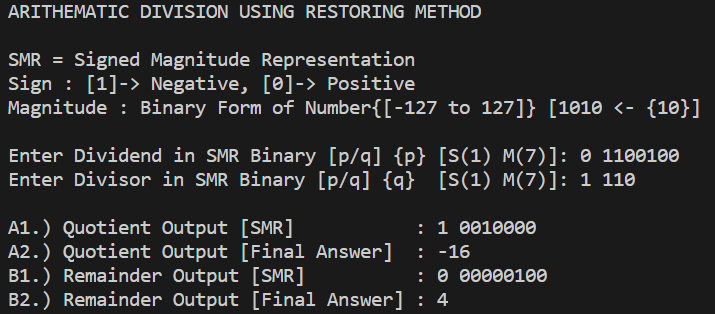 ARITHEMATIC DIVISION USING RESTORING METHOD
SMR = Signed Magnitude Representation
Sign : [1]-> Negative, [0]-> Positive
Magnitude : Binary Form of Number{[-127 to 127]} [1010 <- {10}]
Enter Dividend in SMR Binary [p/q] {p} [S(1) M(7)]: 0 1100100
Enter Divisor in SMR Binary [p/q] {q}  [S(1) M(7)]: 1 110
A1.) Quotient Output [SMR]          : 1 0010000
A2.) Quotient Output [Final Answer]  : -16
B1.) Remainder Output [SMR]          : 0 00000100
B2.) Remainder Output [Final Answer] : 4